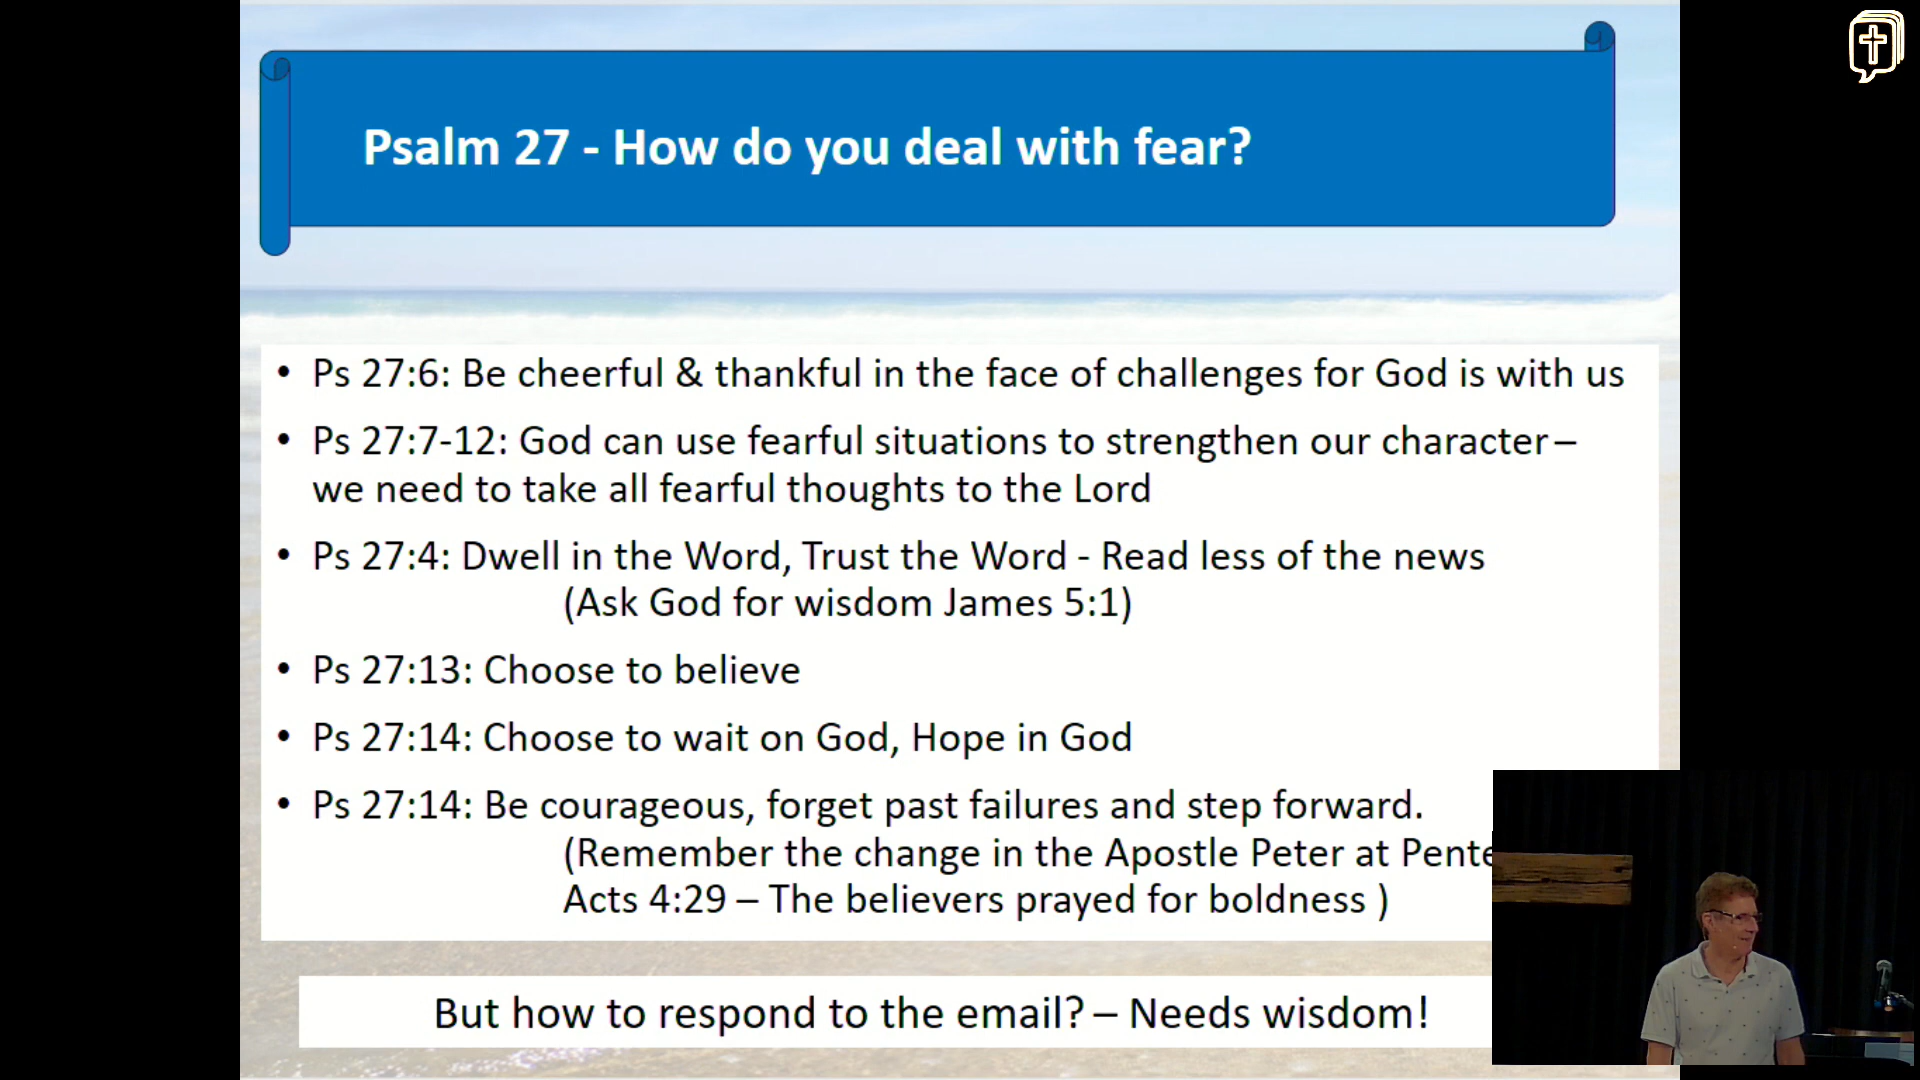 Psalm 27 - How do you deal with fear?
• Ps 27:6: Be cheerful & thankful in the face of challenges for God is with us
• Ps 27:7-12: God can use fearful situations to strengthen our character –
we need to take all fearful thoughts to the Lord
• Ps 27:4: Dwell in the Word, Trust the Word - Read less of the news
(Ask God for wisdom James 5:1)
• Ps 27:13: Choose to believe
• Ps 27:14: Choose to wait on God, Hope in God
• Ps 27:14: Be courageous, forget past failures and step forward.
(Remember the change in the Apostle Peter at
Acts 4:29 – The believers prayed for boldness )
But how to respond to the email? – Needs wisdom!